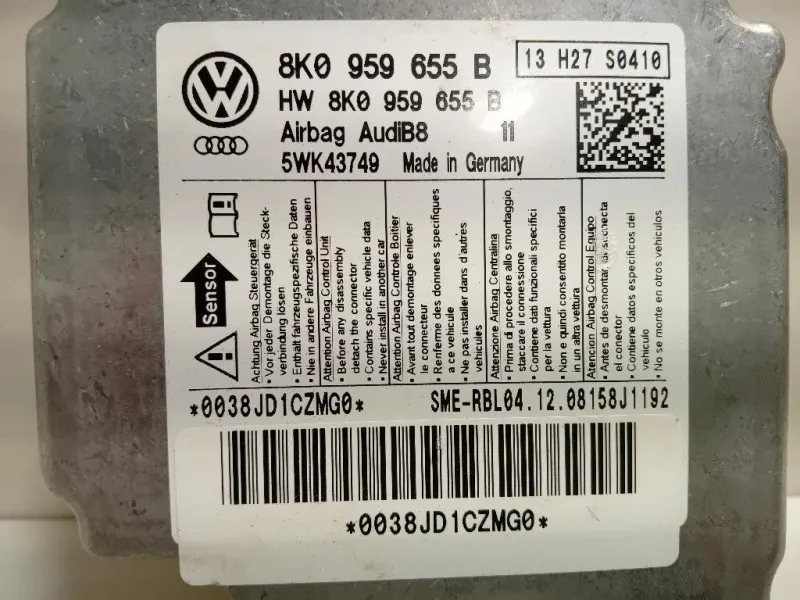 8K0 959 655 B
13 H27 S0410
HW 8K0 959 655 B
Airbag AudiB8 11
5WK43749 Made in Germany
Sensor
Achtung Airbag Steuergerät
- Vor jeder Demontage die Steck-
verbindung lösen
- Enthält fahrzeugspezifische Daten
- Nie in andere Fahrzeuge einbauen
Attention Airbag Control Unit
- Before any disassembly
detach the connector
- Contains specific vehicle data
- Never install in another car
Attention Airbag Controle Boitier
- Avant tout demontage enlever
le connecteur
- Renferme des donnees specifiques
a ce vehicule
- Ne pas installer dans d'autres
vehicules
Attenzione Airbag Centralina
- Prima di procedere allo smontaggio,
staccare il connessione
- Contiene dati funzionali specifici
per la vettura
- Non e quindi consentito montarla
in un altra vettura
Atencion Airbag Control Equipo
- Antes de desmontar, di sconecta
el conector
- Contiene datos especificos del
vehiculo
- No se morte en otros vehiculos
*0038JD1CZMG0*
SME-RBL04.12.08158J1192
*0038JD1CZMG0*